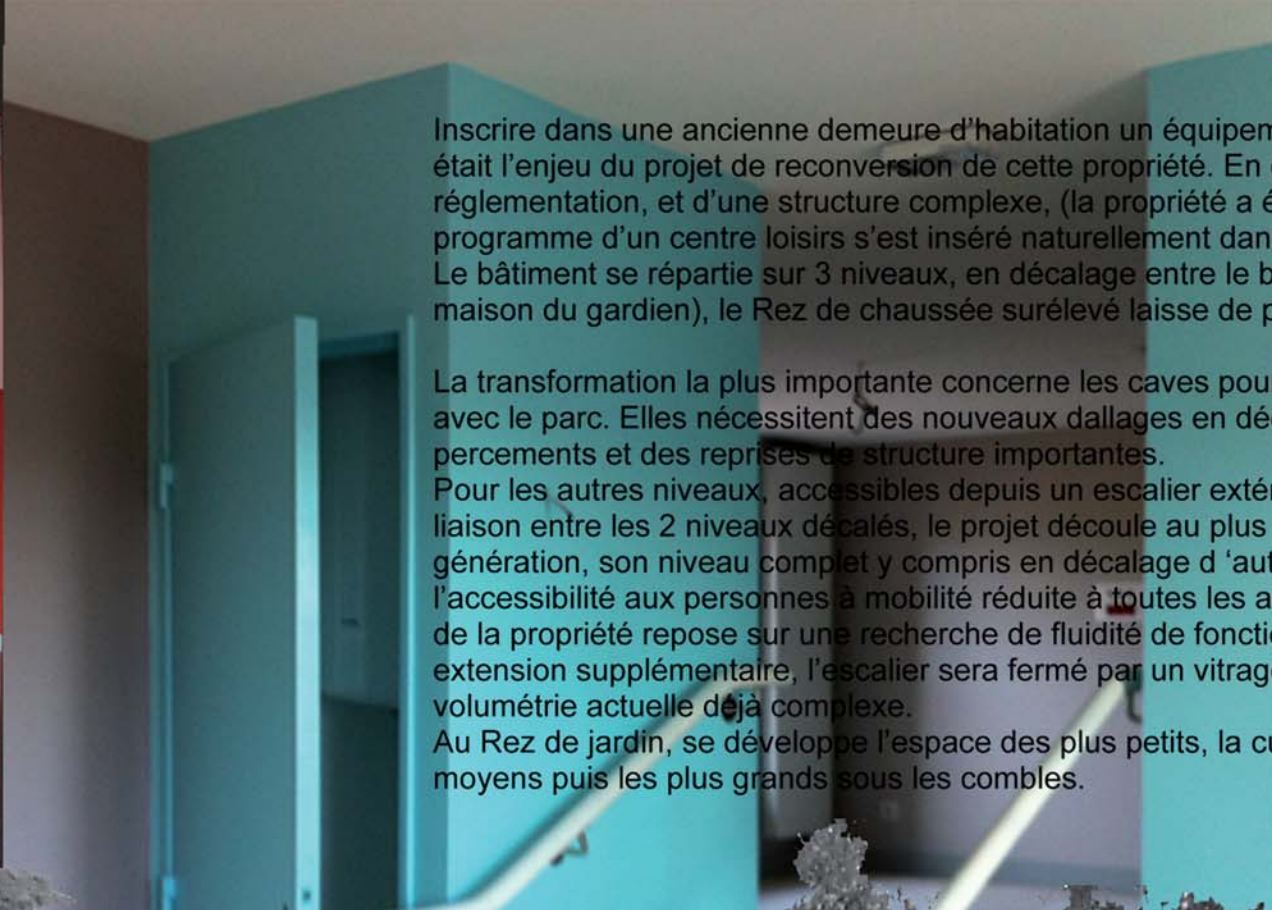 Inscrire dans une ancienne demeure d'habitation un équipem
était l'enjeu du projet de reconversion de cette propriété. En
réglementation, et d'une structure complexe, (la propriété a é
programme d'un centre loisirs s'est inséré naturellement dan
Le bâtiment se répartie sur 3 niveaux, en décalage entre le b
maison du gardien), le Rez de chaussée surélevé laisse de p

La transformation la plus importante concerne les caves pou
avec le parc. Elles nécessitent des nouveaux dallages en dé
percements et des reprises de structure importantes.
Pour les autres niveaux, accessibles depuis un escalier extér
liaison entre les 2 niveaux décalés, le projet découle au plus
génération, son niveau complet y compris en décalage d 'aut
l'accessibilité aux personnes à mobilité réduite à toutes les a
de la propriété repose sur une recherche de fluidité de foncti
extension supplémentaire, l'escalier sera fermé par un vitrage
volumétrie actuelle déjà complexe.
Au Rez de jardin, se développe l'espace des plus petits, la cu
moyens puis les plus grands sous les combles.